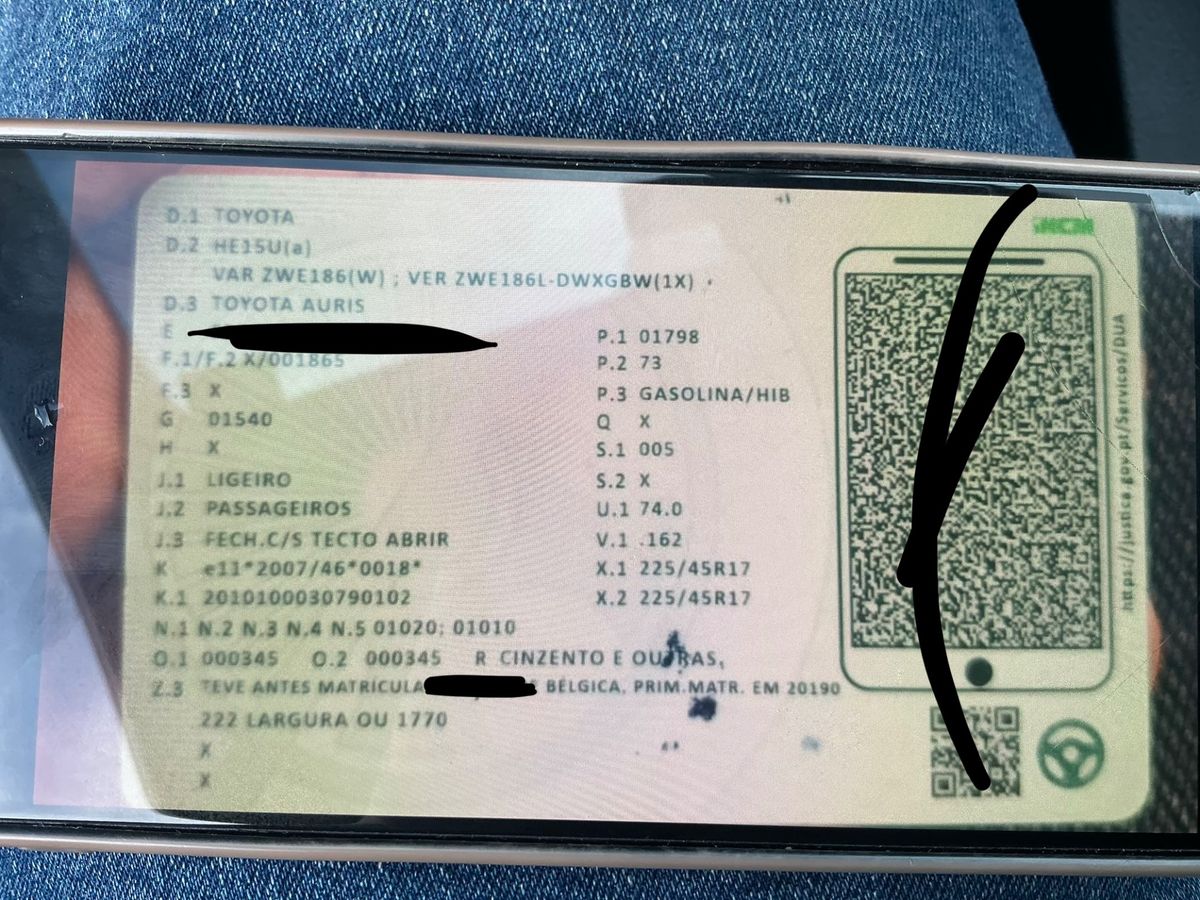 D.1 TOYOTA
D.2 HE15U(a)
VAR ZWE186(W) ; VER ZWE186L-DWXGBW(1X)
D.3 TOYOTA AURIS
E
F.1/F.2 X/001865
F.3 X
G 01540
H X
J.1 LIGEIRO
J.2 PASSAGEIROS
J.3 FECH.C/S TECTO ABRIR
K e11*2007/46*0018*
K.1 2010100030790102
P.1 01798
P.2 73
P.3 GASOLINA/HIB
Q X
S.1 005
S.2 X
U.1 74.0
V.1 .162
X.1 225/45R17
X.2 225/45R17
N.1 N.2 N.3 N.4 N.5 01020; 01010
O.1 000345 O.2 000345 R CINZENTO E OUTRAS,
Z.3 TEVE ANTES MATRICULA BÉLGICA, PRIM.MATR. EM 20190
222 LARGURA OU 1770
X
X
INCM
https://justica.gov.pt/Servicos/DUA